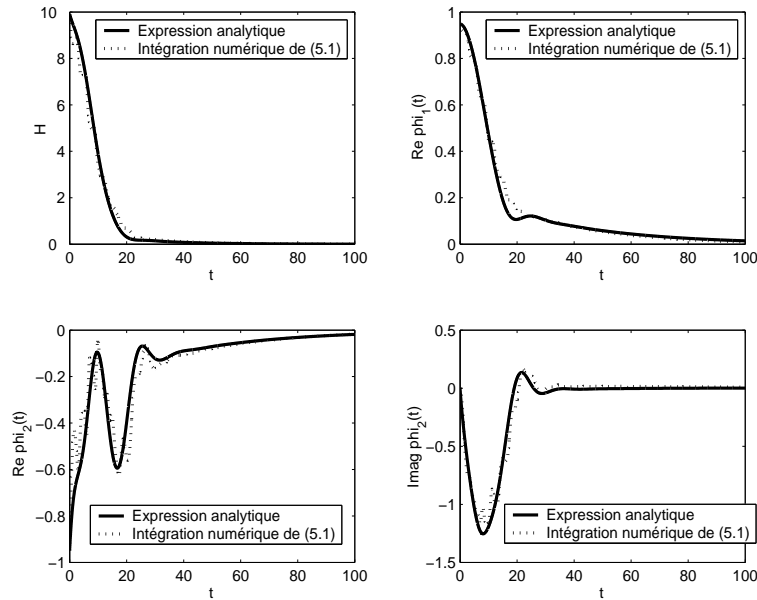 10
8
6
4
2
0
H
0
20
40
60
80
100
t
Expression analytique
Intégration numérique de (5.1)
1
0.8
0.6
0.4
0.2
0
Re phi1(t)
0
20
40
60
80
100
t
Expression analytique
Intégration numérique de (5.1)
0
−0.2
−0.4
−0.6
−0.8
−1
Re phi2(t)
0
20
40
60
80
100
t
Expression analytique
Intégration numérique de (5.1)
0.5
0
−0.5
−1
−1.5
Imag phi2(t)
0
20
40
60
80
100
t
Expression analytique
Intégration numérique de (5.1)